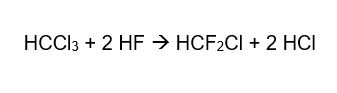 HCCl₃ + 2 HF → HCF₂Cl + 2 HCl